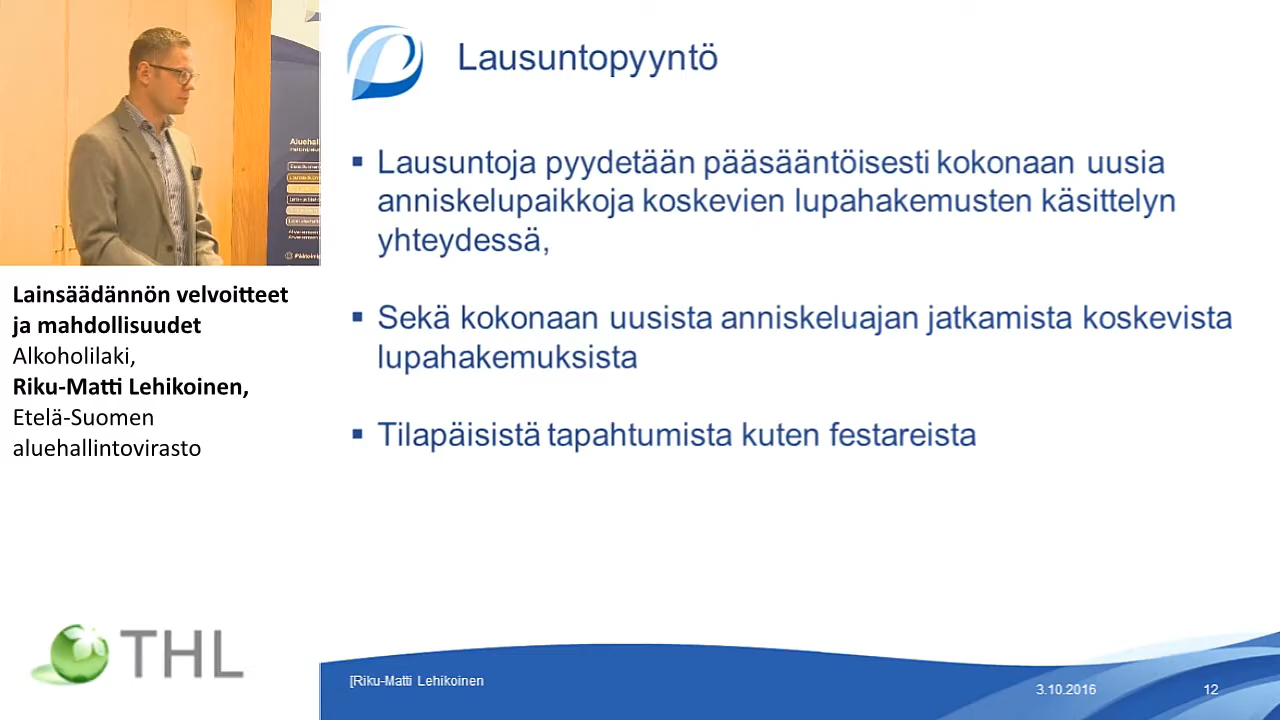 Lausuntopyyntö
Lausuntoja pyydetään pääsääntöisesti kokonaan uusia
anniskelupaikkoja koskevien lupahakemusten käsittelyn
yhteydessä,
Sekä kokonaan uusista anniskeluajan jatkamista koskevista
lupahakemuksista
Tilapäisistä tapahtumista kuten festareista
Lainsäädännön velvoitteet
ja mahdollisuudet
Alkoholilaki,
Riku-Matti Lehikoinen,
Etelä-Suomen
aluehallintovirasto
THL
[Riku-Matti Lehikoinen
3.10.2016
12